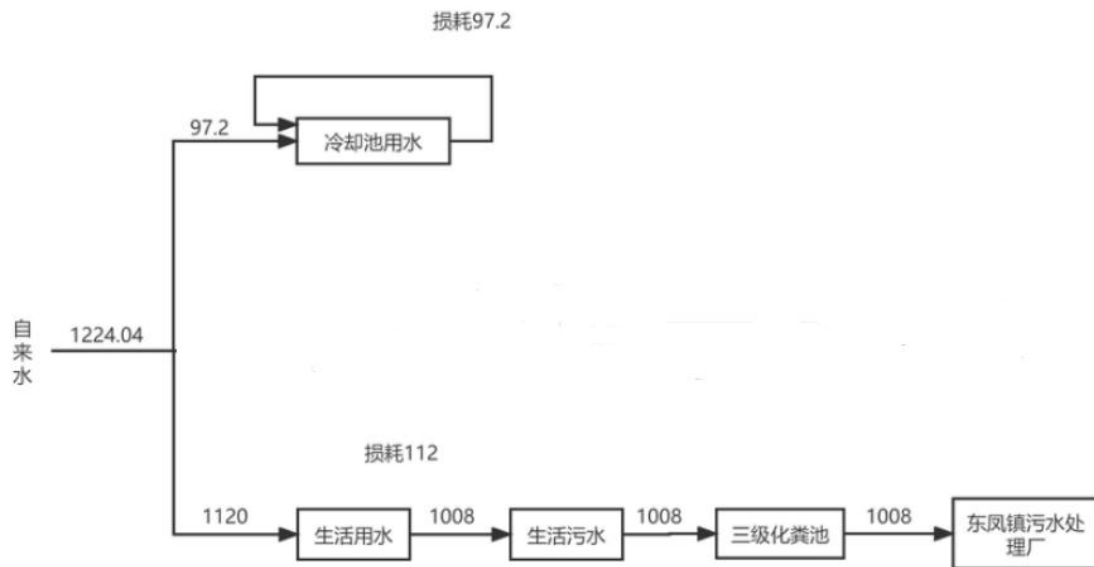 损耗97.2
97.2
冷却池用水
自来水
1224.04
损耗112
1120
生活用水
1008
生活污水
1008
三级化粪池
1008
东凤镇污水处
理厂